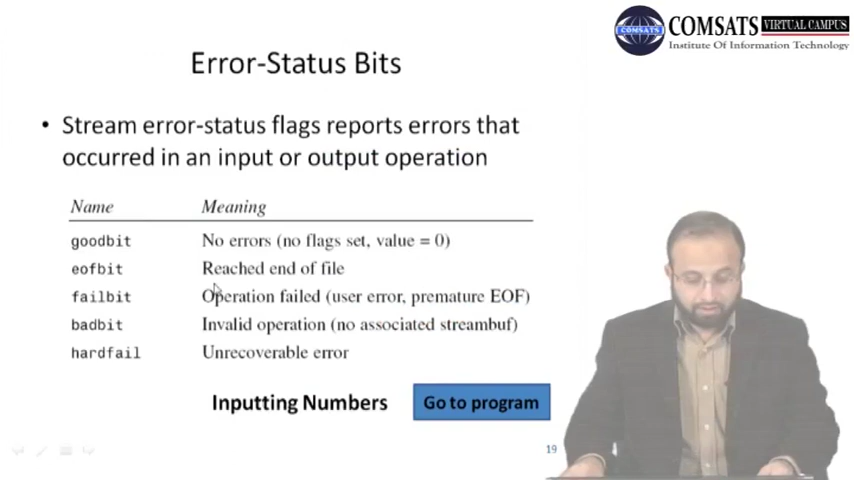 COMSATS VIRTUAL CAMPUS
COMSATS
Institute Of Information Technology
Error-Status Bits
• Stream error-status flags reports errors that
occurred in an input or output operation
Name Meaning
goodbit No errors (no flags set, value = 0)
eofbit Reached end of file
failbit Operation failed (user error, premature EOF)
badbit Invalid operation (no associated streambuf)
hardfail Unrecoverable error
Inputting Numbers Go to program
19